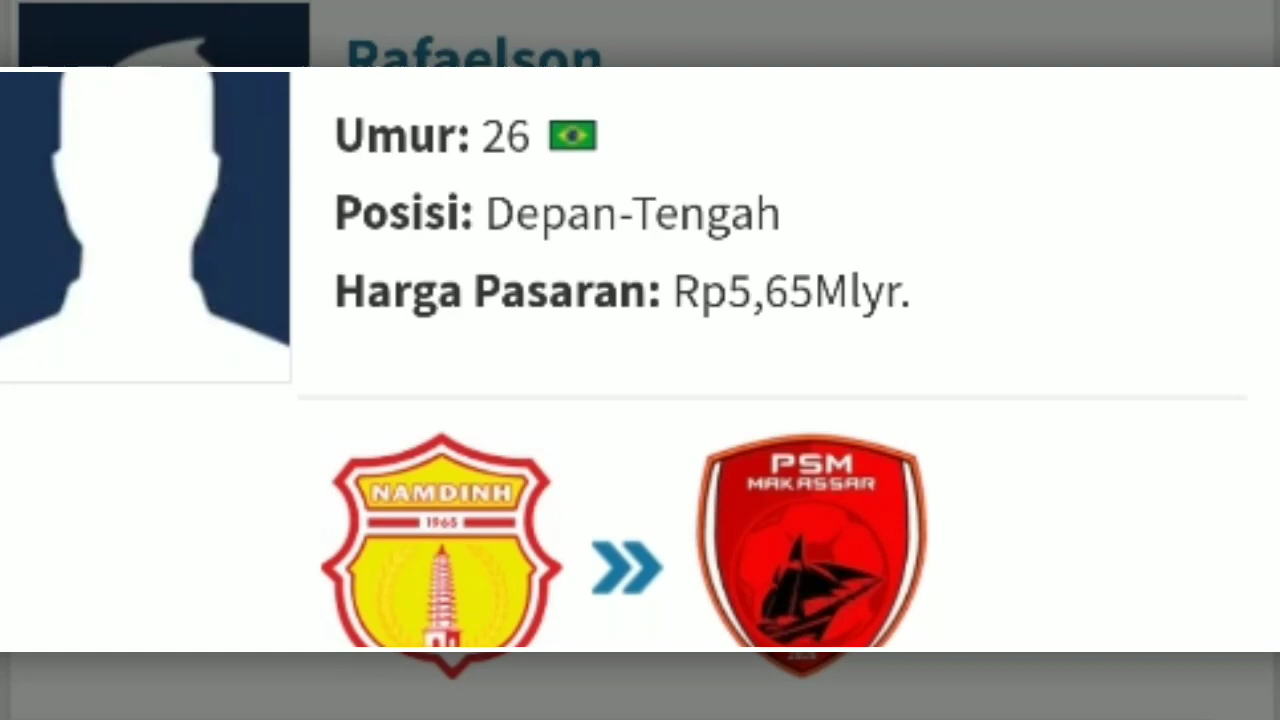 Rafaelson
Umur: 26
Posisi: Depan-Tengah
Harga Pasaran: Rp5,65Mlyr.
NAMDINH
1965
PSM
MAKASSAR